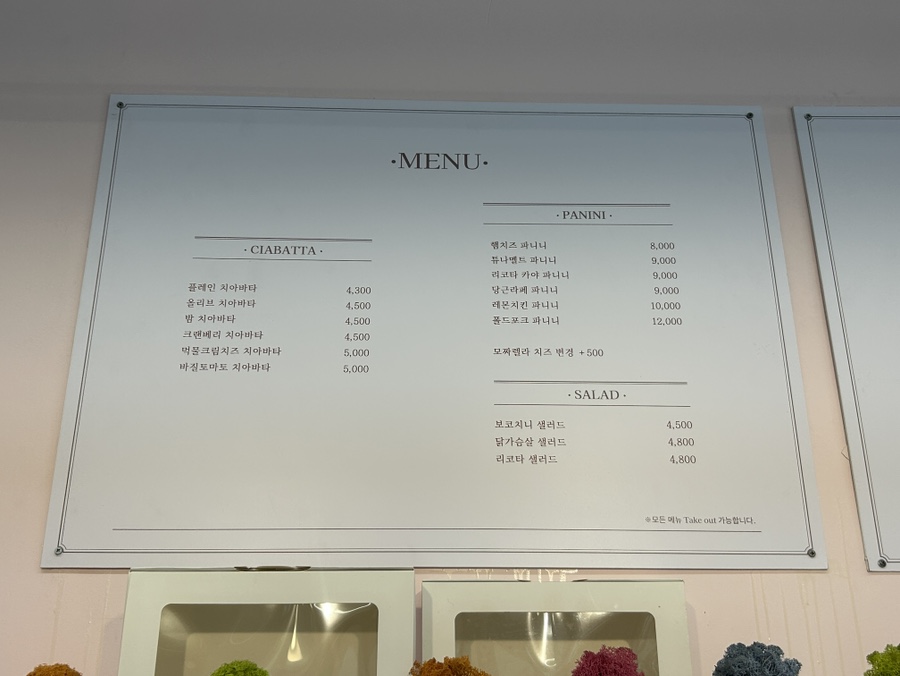 ·MENU·
·CIABATTA·
플레인 치아바타 4,300
올리브 치아바타 4,500
밤 치아바타 4,500
크랜베리 치아바타 4,500
먹물크림치즈 치아바타 5,000
바질토마토 치아바타 5,000
·PANINI·
햄치즈 파니니 8,000
튜나멜트 파니니 9,000
리코타 카야 파니니 9,000
당근라페 파니니 9,000
레몬치킨 파니니 10,000
폴드포크 파니니 12,000
모짜렐라 치즈 변경 +500
·SALAD·
보코치니 샐러드 4,500
닭가슴살 샐러드 4,800
리코타 샐러드 4,800
※모든 메뉴 Take out 가능합니다.